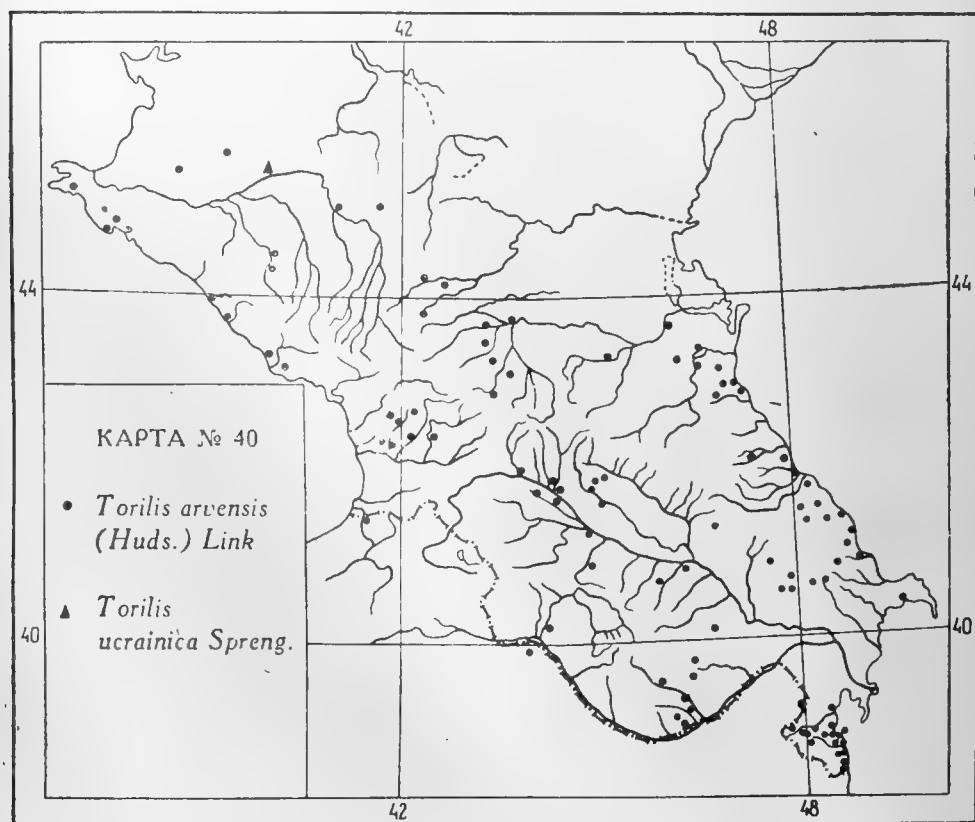 42 48
44 44
КАРТА № 40
Torilis arvensis
(Huds.) Link
Torilis
ucrainica Spreng.
40 40
42 48